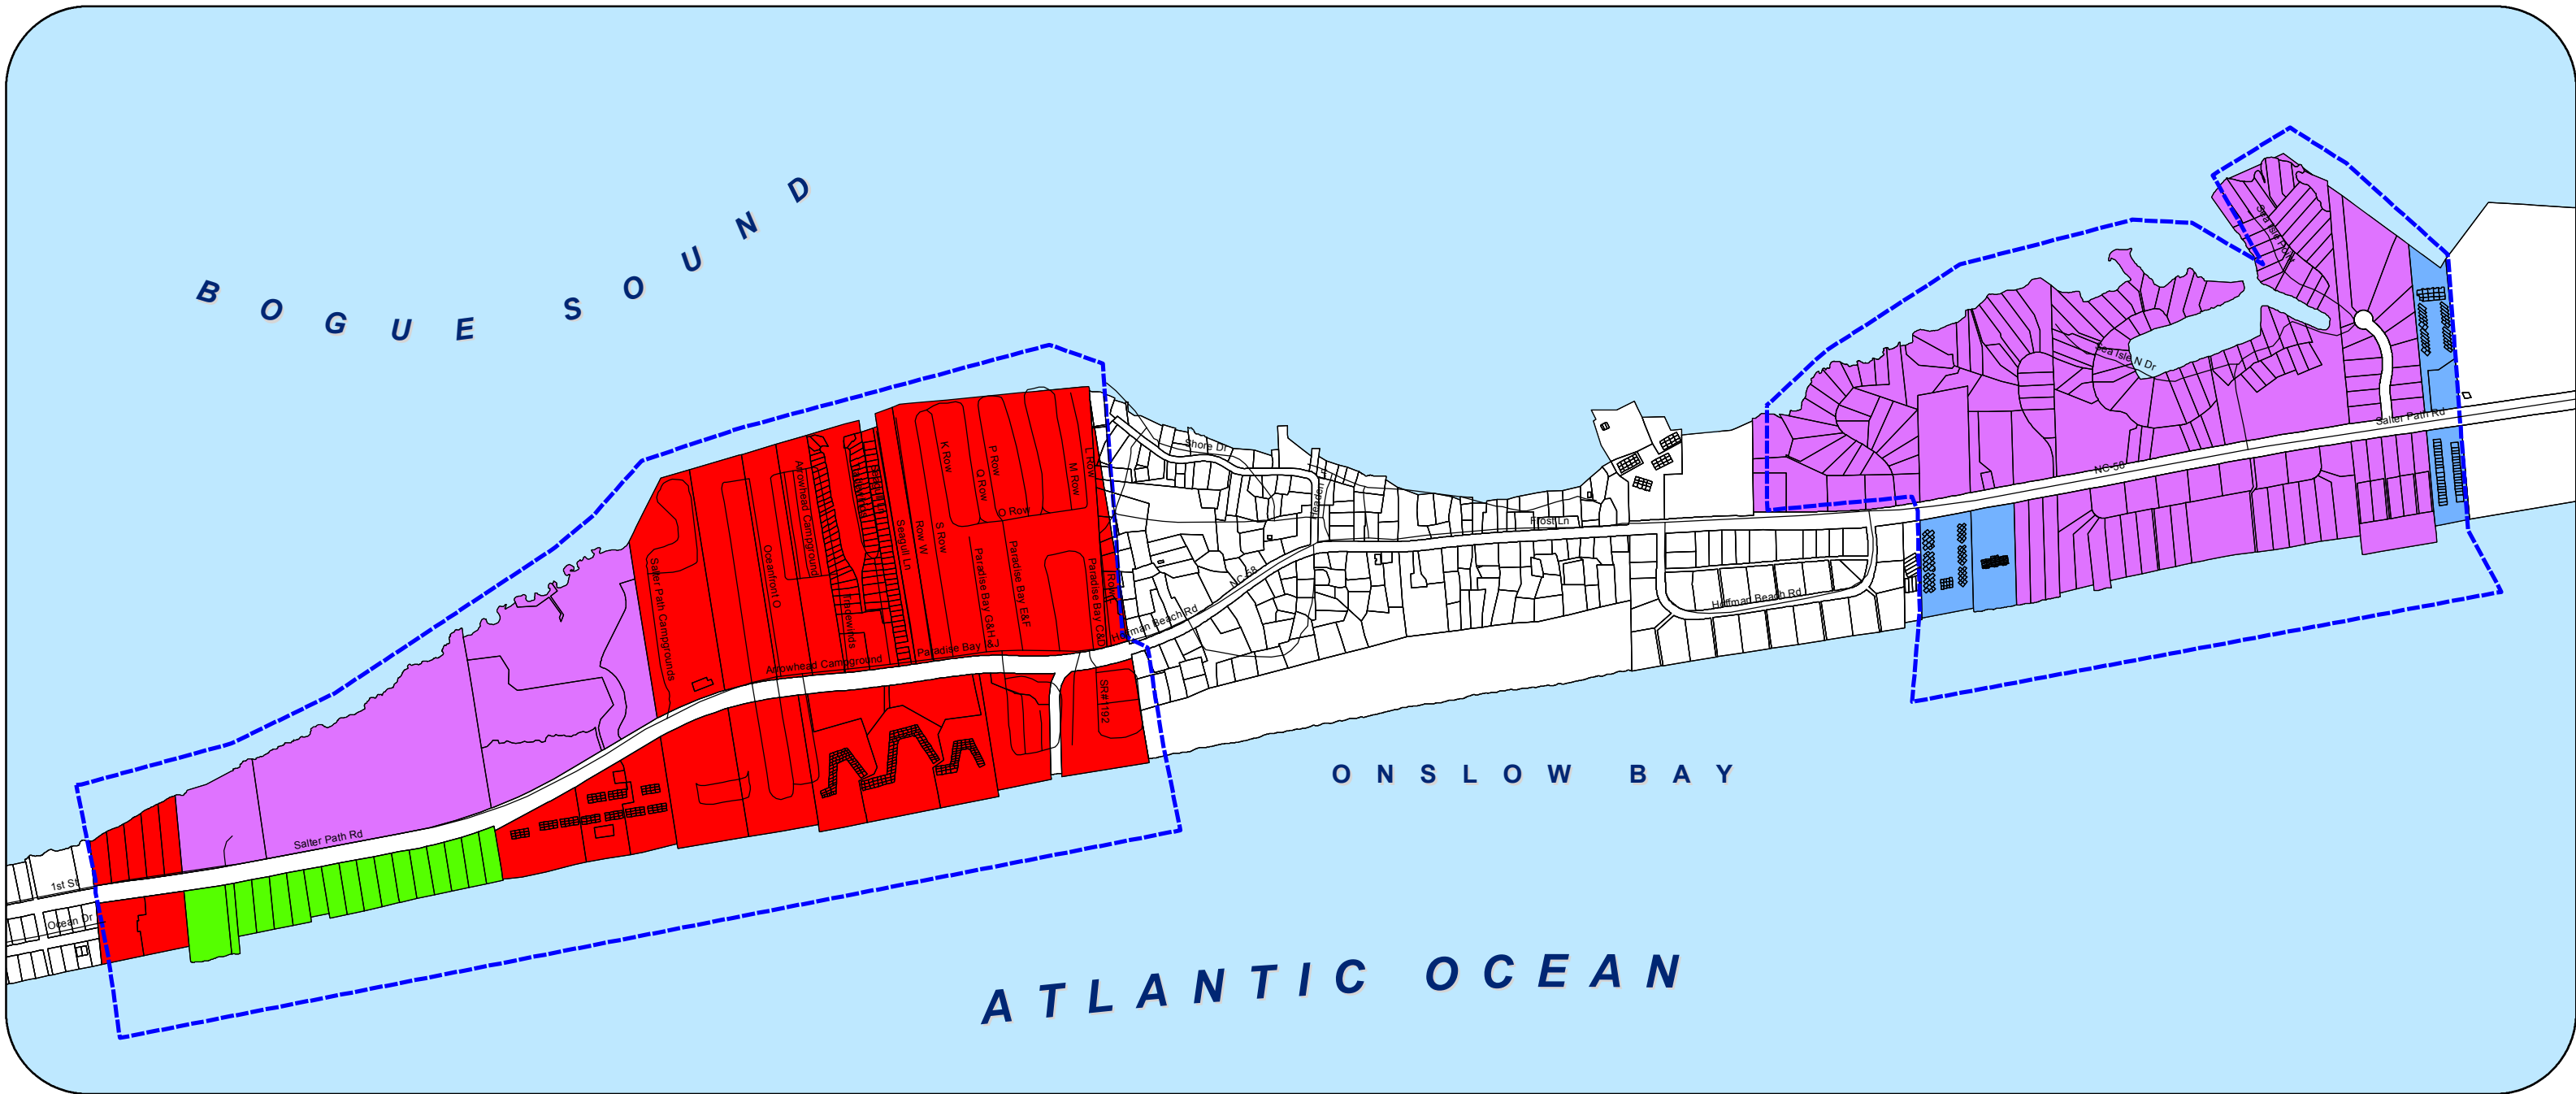 BOGUE SOUND
Sea Isle N Dr
Salter Path Rd
NC-58
Shore Dr
Headen
Frost Ln
Hoffman Beach Rd
NC-58
Hoffman Beach Rd
L Row
M Row
K Row
P Row
Q Row
O Row
S Row
Row W
Seagull Ln
Arrowhead Campground
Oceanfront O
Salter Path Campgrounds
Tradewinds
Paradise Bay G&H
Paradise Bay E&F
Paradise Bay C&D
Paradise Bay I&J
Arrowhead Campground
SR#1192
Salter Path Rd
1st St
Ocean Dr
ONSLOW BAY
ATLANTIC OCEAN